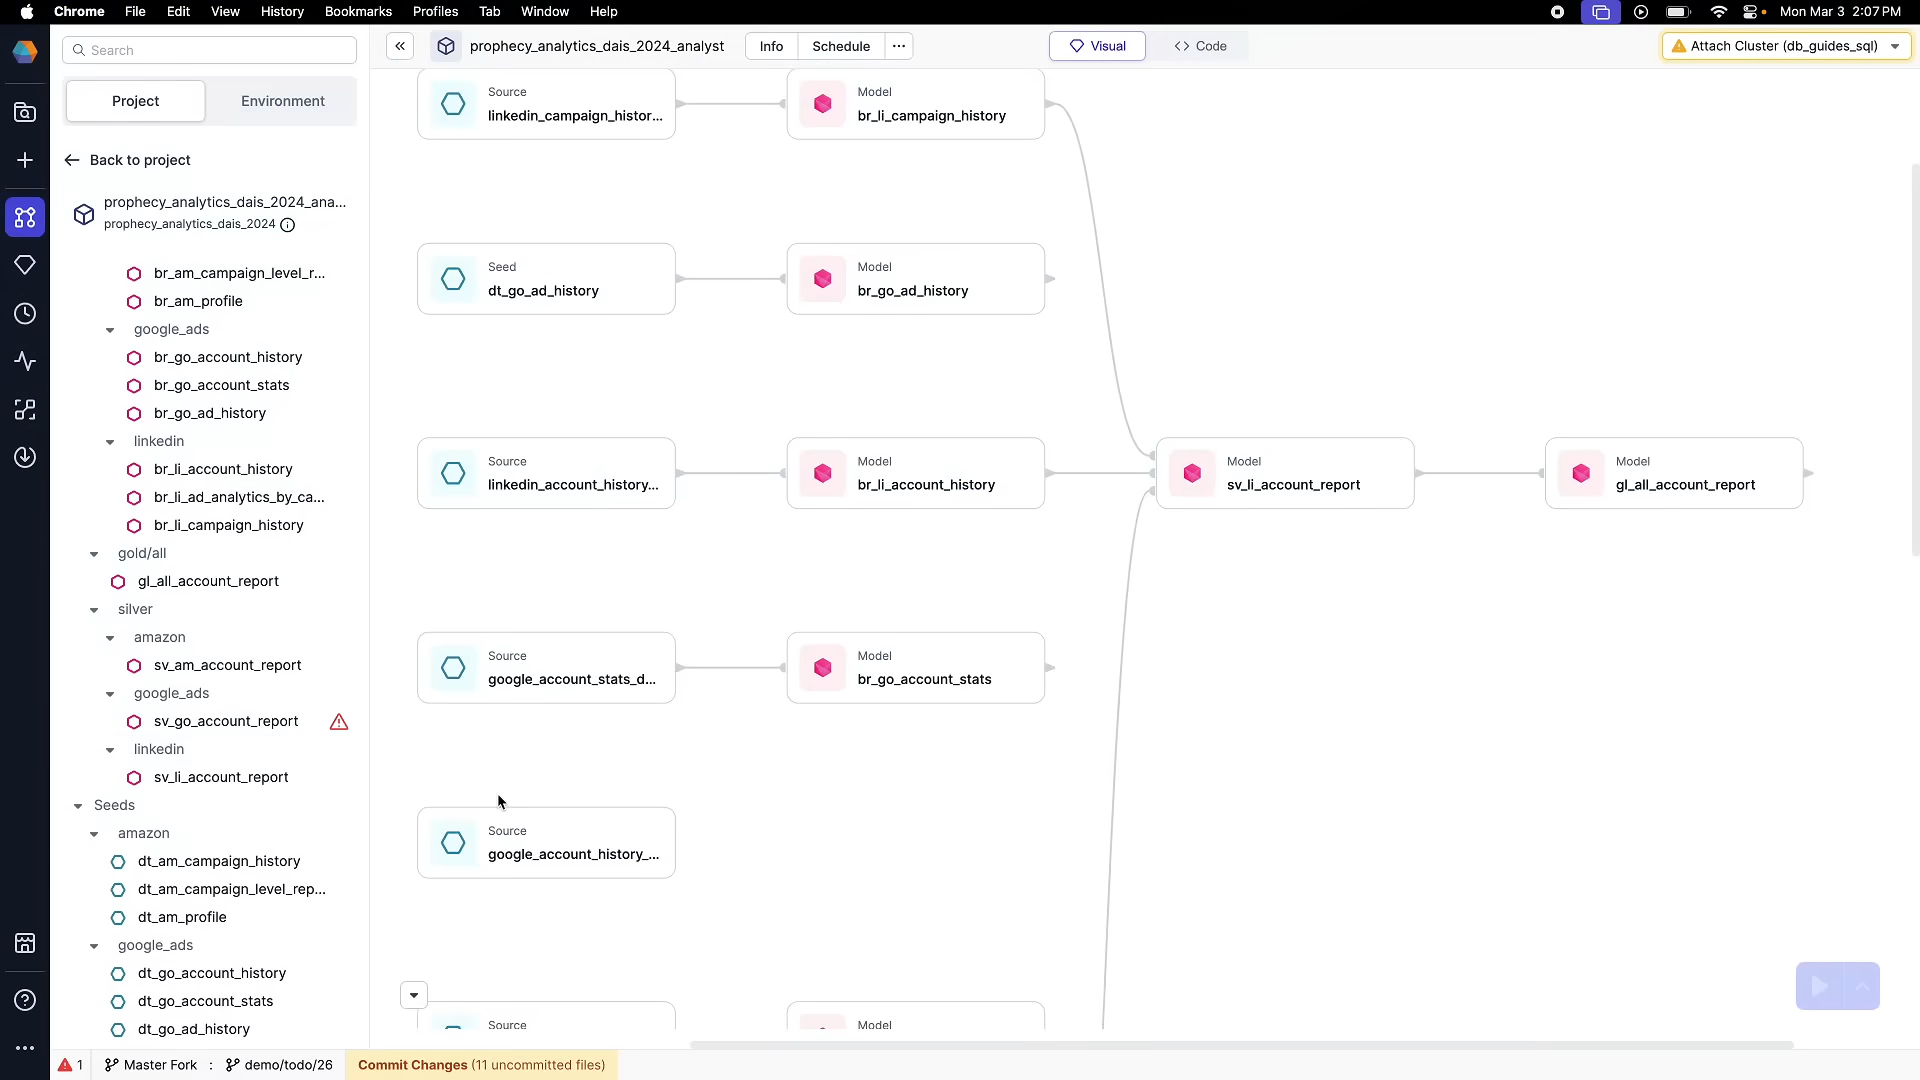 Chrome File Edit View History Bookmarks Profiles Tab Window Help
Mon Mar 3 2:07 PM
Search
prophecy_analytics_dais_2024_analyst
Info
Schedule
Visual
Code
Attach Cluster (db_guides_sql)
Project
Environment
Back to project
prophecy_analytics_dais_2024_ana...
prophecy_analytics_dais_2024
br_am_campaign_level_r...
br_am_profile
google_ads
br_go_account_history
br_go_account_stats
br_go_ad_history
linkedin
br_li_account_history
br_li_ad_analytics_by_ca...
br_li_campaign_history
gold/all
gl_all_account_report
silver
amazon
sv_am_account_report
google_ads
sv_go_account_report
linkedin
sv_li_account_report
Seeds
amazon
dt_am_campaign_history
dt_am_campaign_level_rep...
dt_am_profile
google_ads
dt_go_account_history
dt_go_account_stats
dt_go_ad_history
Source
linkedin_campaign_histor...
Model
br_li_campaign_history
Seed
dt_go_ad_history
Model
br_go_ad_history
Source
linkedin_account_history...
Model
br_li_account_history
Model
sv_li_account_report
Model
gl_all_account_report
Source
google_account_stats_d...
Model
br_go_account_stats
Source
google_account_history_...
Source
Model
1
Master Fork : demo/todo/26
Commit Changes (11 uncommitted files)